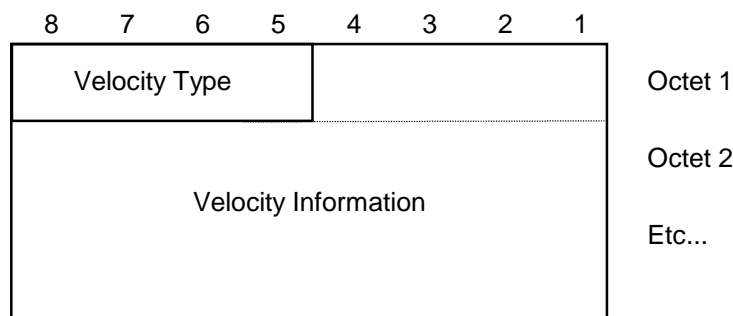 8 7 6 5 4 3 2 1
Velocity Type Octet 1
Octet 2
Velocity Information
Etc...